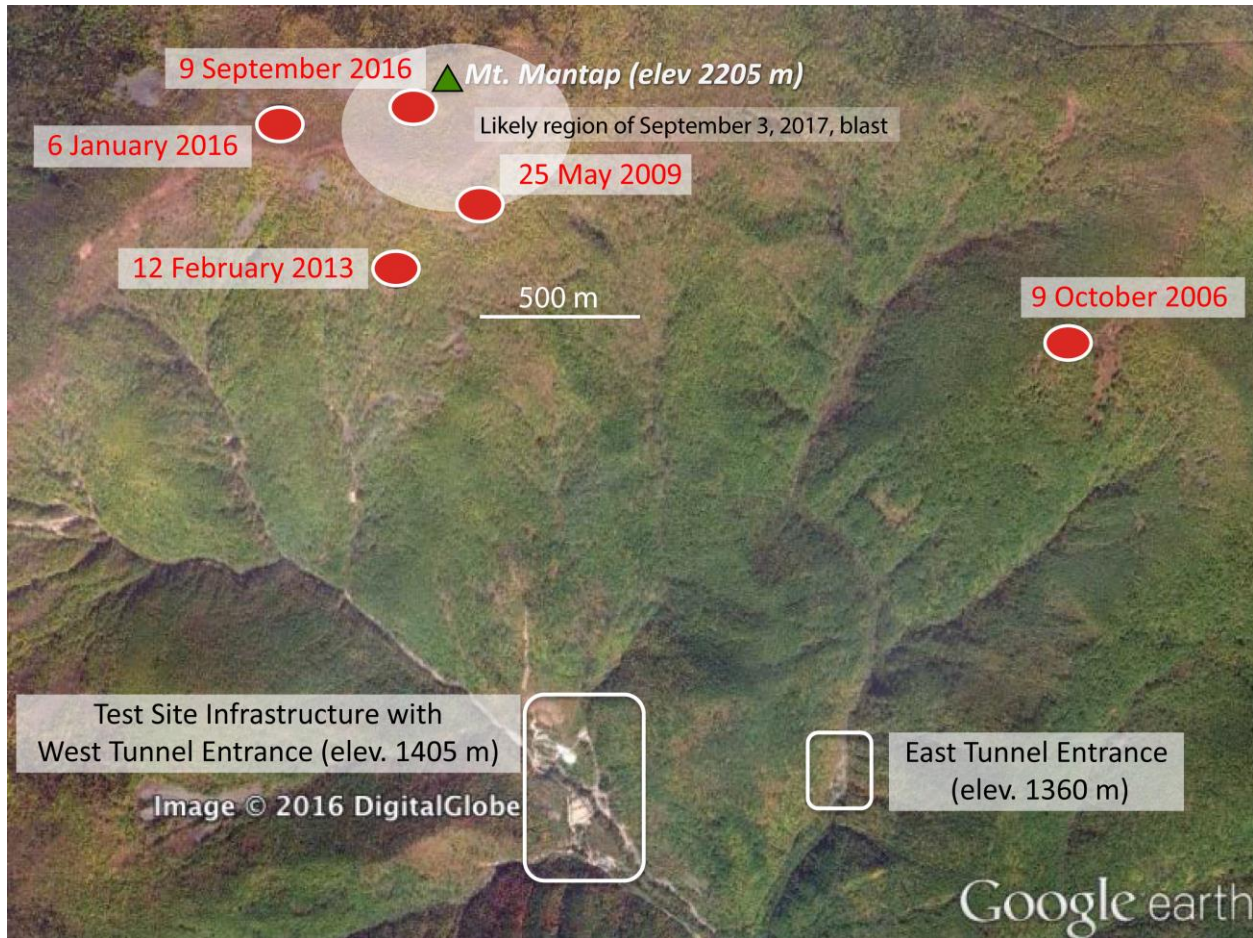 9 September 2016
Mt. Mantap (elev 2205 m)
Likely region of September 3, 2017, blast
6 January 2016
25 May 2009
12 February 2013
500 m
9 October 2006
Test Site Infrastructure with
West Tunnel Entrance (elev. 1405 m)
East Tunnel Entrance
(elev. 1360 m)
Image © 2016 DigitalGlobe
Google earth